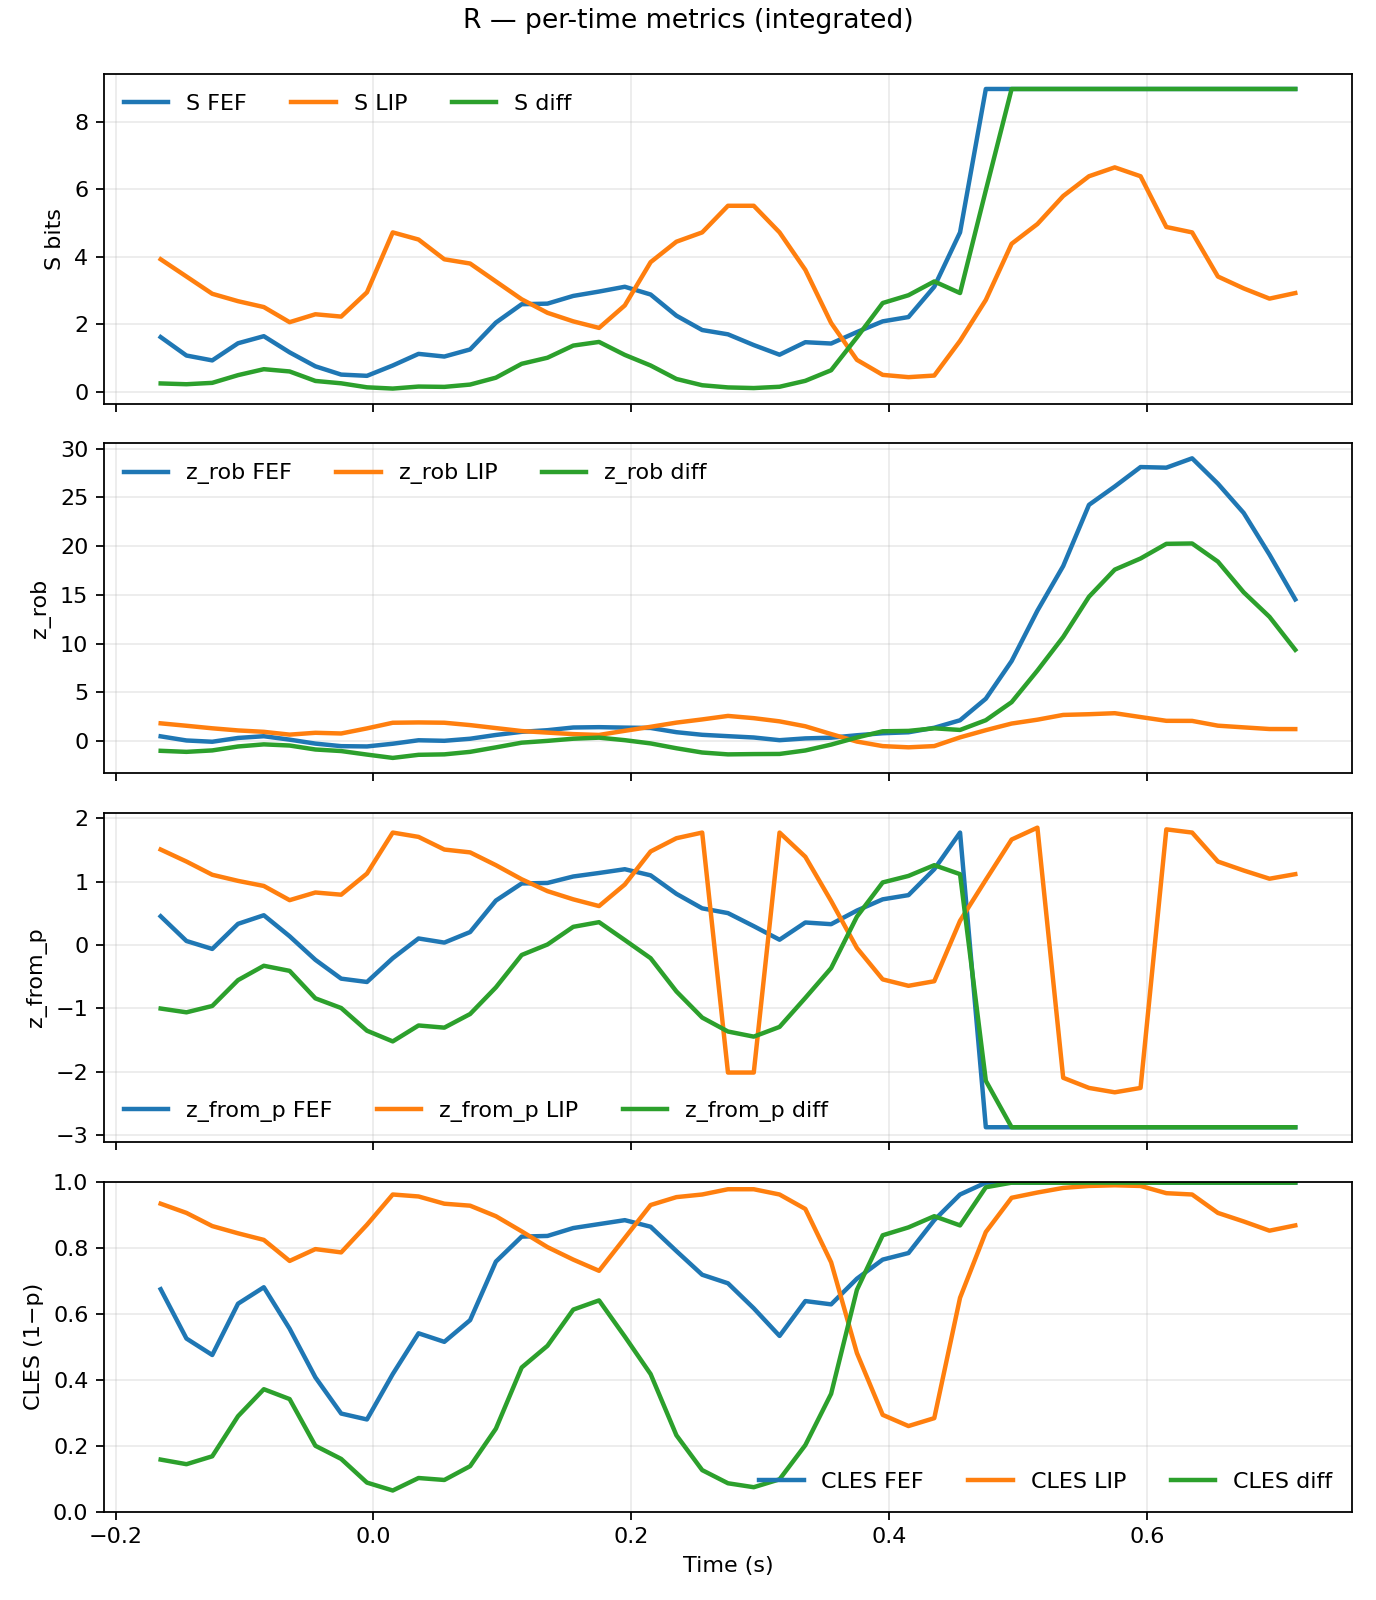 R — per-time metrics (integrated)
S FEF S LIP S diff
8
6
4
2
0
S bits
z_rob FEF z_rob LIP z_rob diff
30
25
20
15
10
5
0
z_rob
2
1
0
−1
−2
−3
z_from_p
z_from_p FEF z_from_p LIP z_from_p diff
1.0
0.8
0.6
0.4
0.2
0.0
CLES (1−p)
CLES FEF CLES LIP CLES diff
−0.2 0.0 0.2 0.4 0.6
Time (s)